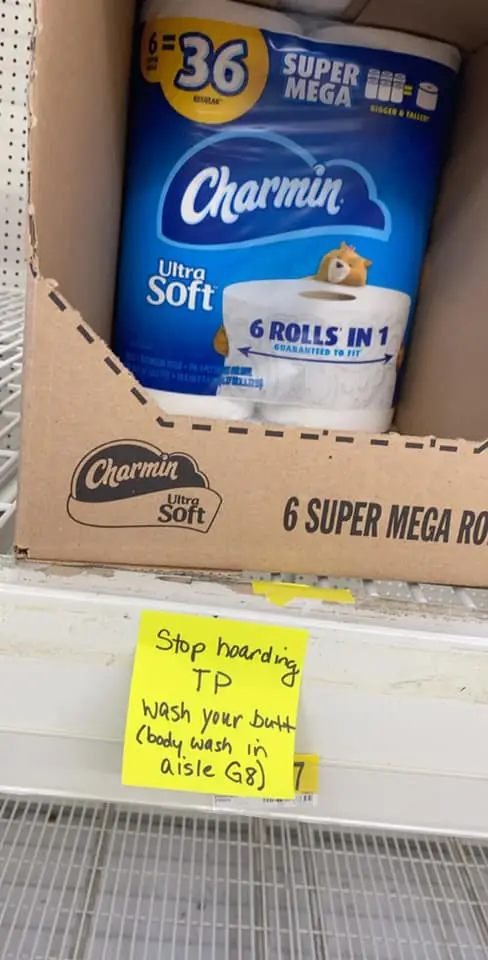 6 = 36
REGULAR
SUPER
MEGA
BIGGER & TALLER*
Charmin
Ultra
Soft
6 ROLLS IN 1
GUARANTEED TO FIT
Charmin
Ultra
Soft
6 SUPER MEGA RO
Stop hoarding
TP
Wash your butt
(body wash in
aisle G8)
7